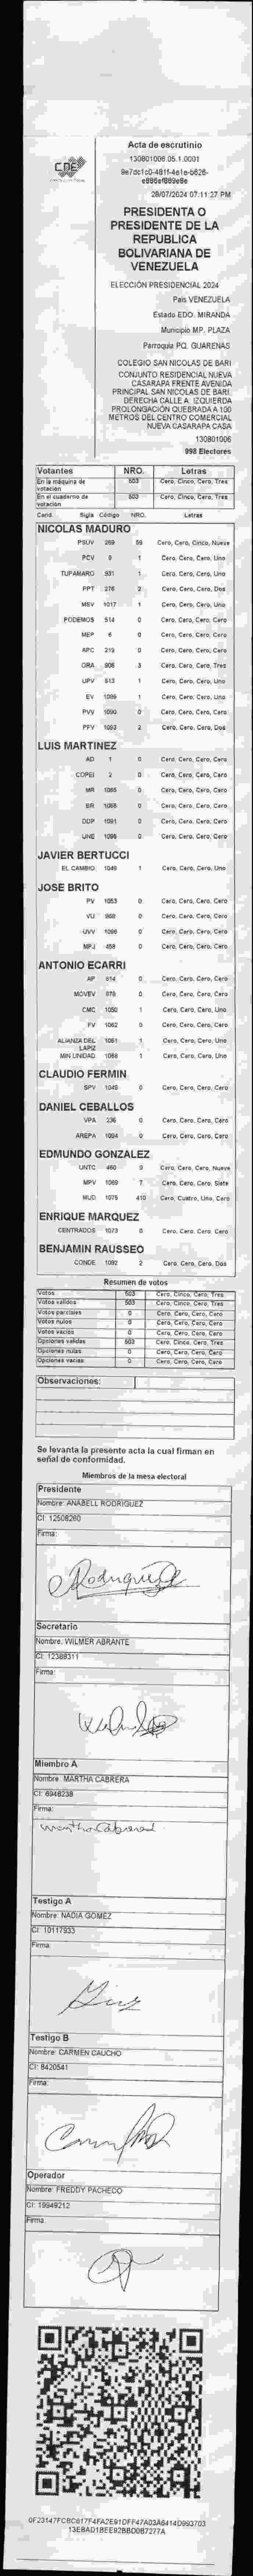 CNE
Acta de escrutinio
130801006.05.1.0001
28/07/2024 07:11:27 PM
PRESIDENTA O
PRESIDENTE DE LA
REPUBLICA
BOLIVARIANA DE
VENEZUELA
ELECCIÓN PRESIDENCIAL 2024
Pais VENEZUELA
Estado EDO. MIRANDA
Municipio MP. PLAZA
Parroquia PQ. GUARENAS
COLEGIO SAN NICOLAS DE BARI
CONJUNTO RESIDENCIAL NUEVA
CASARAPA FRENTE AVENIDA
PRINCIPAL SAN NICOLAS DE BARI.
DERECHA CALLE A. IZQUIERDA
PROLONGACIÓN QUEBRADA A 100
METROS DEL CENTRO COMERCIAL
NUEVA CASARAPA CASA
130801006
998 Electores
Votantes NRO. Letras
En la máquina de votación 503 Cero, Cinco, Cero, Tres
En el cuaderno de votación 503 Cero, Cinco, Cero, Tres
Cand. Sigla Código NRO. Letras
NICOLAS MADURO
PSUV 269 59 Cero, Cero, Cinco, Nueve
PCV 8 1 Cero, Cero, Cero, Uno
TUPAMARO 931 1 Cero, Cero, Cero, Uno
PPT 276 2 Cero, Cero, Cero, Dos
MSV 1017 1 Cero, Cero, Cero, Uno
PODEMOS 514 0 Cero, Cero, Cero, Cero
MEP 6 0 Cero, Cero, Cero, Cero
APC 219 0 Cero, Cero, Cero, Cero
ORA 906 3 Cero, Cero, Cero, Tres
UPV 613 1 Cero, Cero, Cero, Uno
EV 1089 1 Cero, Cero, Cero, Uno
PVV 1090 0 Cero, Cero, Cero, Cero
PFV 1093 2 Cero, Cero, Cero, Dos
LUIS MARTINEZ
AD 1 0 Cero, Cero, Cero, Cero
COPEI 2 0 Cero, Cero, Cero, Cero
MR 1065 0 Cero, Cero, Cero, Cero
BR 1068 0 Cero, Cero, Cero, Cero
DDP 1091 0 Cero, Cero, Cero, Cero
UNE 1095 0 Cero, Cero, Cero, Cero
JAVIER BERTUCCI
EL CAMBIO 1049 1 Cero, Cero, Cero, Uno
JOSE BRITO
PV 1053 0 Cero, Cero, Cero, Cero
VU 968 0 Cero, Cero, Cero, Cero
UVV 1096 0 Cero, Cero, Cero, Cero
MPJ 458 0 Cero, Cero, Cero, Cero
ANTONIO ECARRI
AP 814 0 Cero, Cero, Cero, Cero
MOVEV 879 0 Cero, Cero, Cero, Cero
CMC 1050 1 Cero, Cero, Cero, Uno
FV 1062 0 Cero, Cero, Cero, Cero
ALIANZA DEL LAPIZ 1061 1 Cero, Cero, Cero, Uno
MIN UNIDAD 1068 1 Cero, Cero, Cero, Uno
CLAUDIO FERMIN
SPV 1045 0 Cero, Cero, Cero, Cero
DANIEL CEBALLOS
VPA 236 0 Cero, Cero, Cero, Cero
AREPA 1094 0 Cero, Cero, Cero, Cero
EDMUNDO GONZALEZ
UNTC 460 9 Cero, Cero, Cero, Nueve
MPV 1069 7 Cero, Cero, Cero, Siete
MUD 1075 410 Cero, Cuatro, Uno, Cero
ENRIQUE MARQUEZ
CENTRADOS 1073 0 Cero, Cero, Cero, Cero
BENJAMIN RAUSSEO
CONDE 1092 2 Cero, Cero, Cero, Dos
Resumen de votos
Votos 503 Cero, Cinco, Cero, Tres
Votos validos 503 Cero, Cinco, Cero, Tres
Votos parciales 0 Cero, Cero, Cero, Cero
Votos nulos 0 Cero, Cero, Cero, Cero
Votos vacios 0 Cero, Cero, Cero, Cero
Opciones validas 503 Cero, Cinco, Cero, Tres
Opciones nulas 0 Cero, Cero, Cero, Cero
Opciones vacias 0 Cero, Cero, Cero, Cero
Observaciones:
Se levanta la presente acta la cual firman en
señal de conformidad.
Miembros de la mesa electoral
Presidente
Nombre: ANABELL RODRIGUEZ
CI: 12508260
Firma:
Rodriguez
Secretario
Nombre: WILMER ABRANTE
CI: 12388311
Firma:
Miembro A
Nombre: MARTHA CABRERA
CI: 6948238
Firma:
Martha Cabrera
Testigo A
Nombre: NADIA GOMEZ
CI: 10117933
Firma:
Testigo B
Nombre: CARMEN CAUCHO
CI: 8420541
Firma:
Operador
Nombre: FREDDY PACHECO
CI: 19949212
Firma: